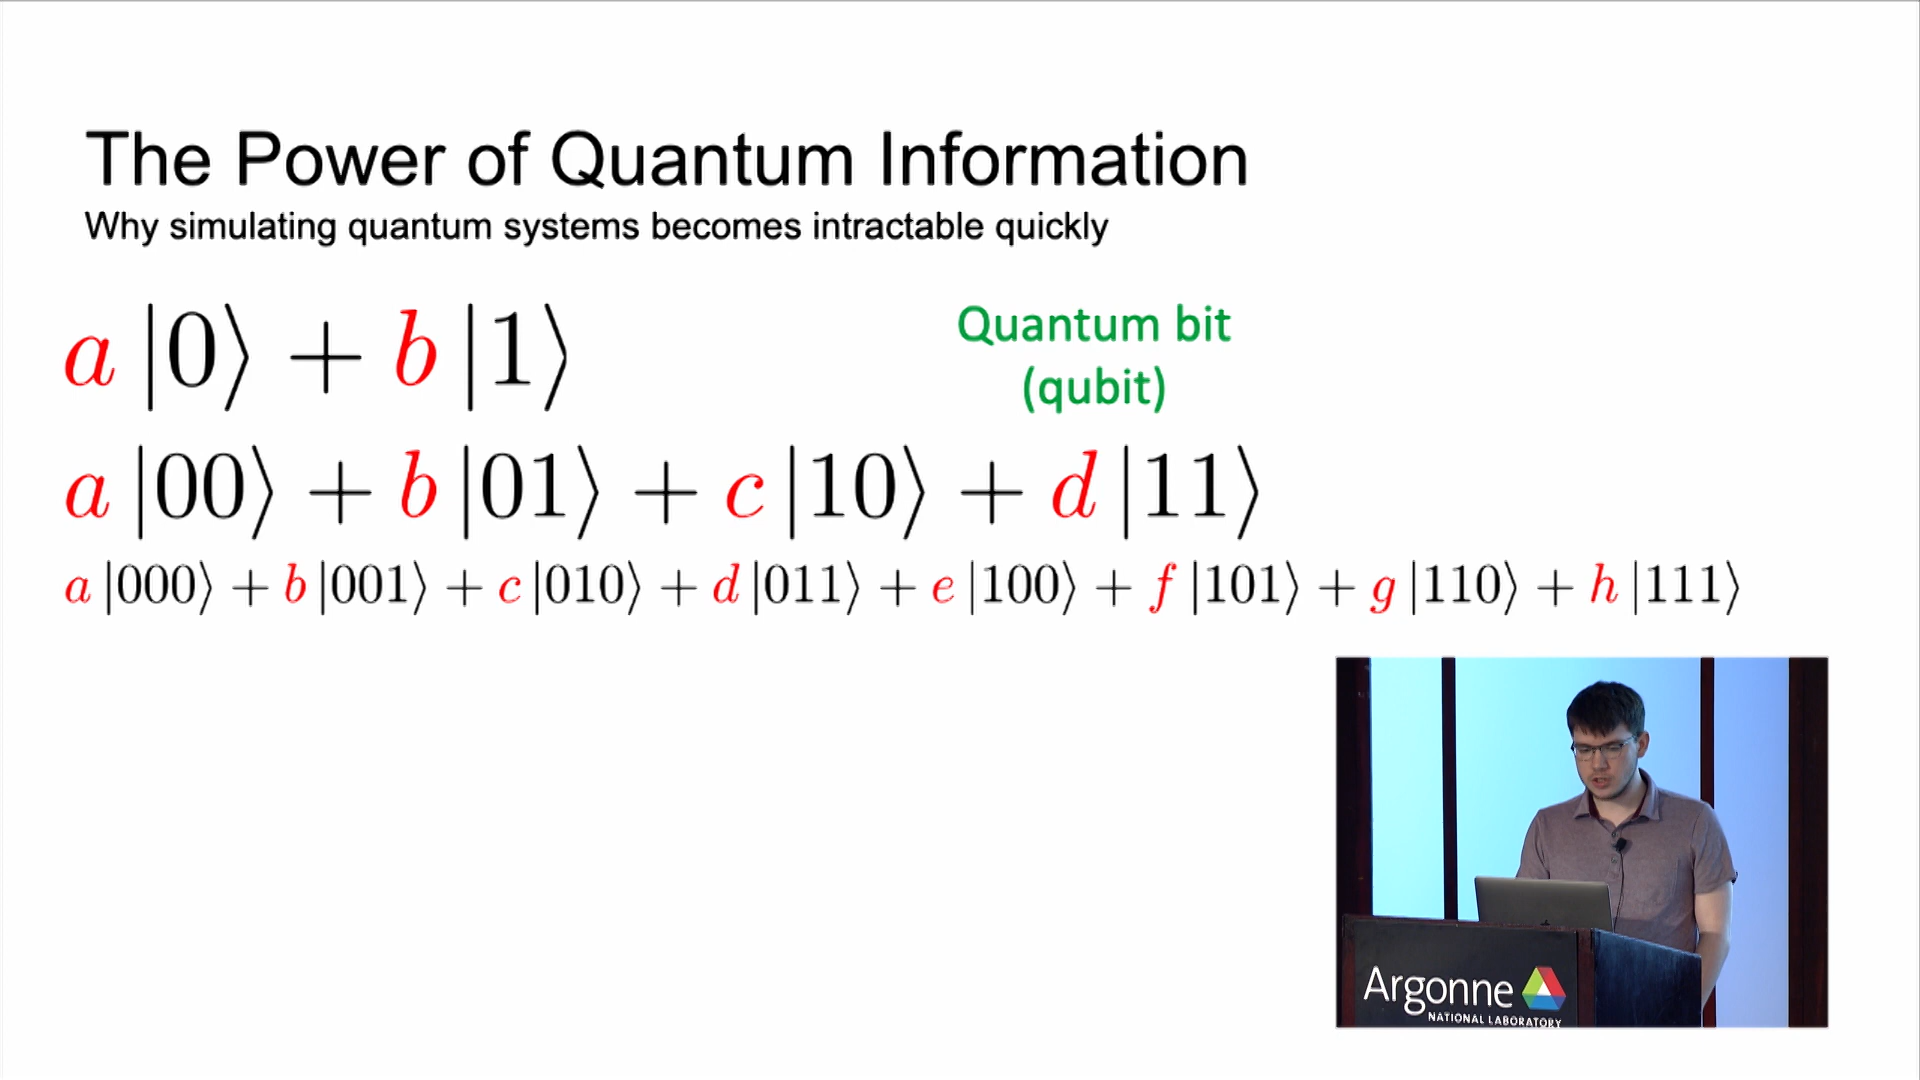 The Power of Quantum Information
Why simulating quantum systems becomes intractable quickly
a |0⟩ + b |1⟩
Quantum bit
(qubit)
a |00⟩ + b |01⟩ + c |10⟩ + d |11⟩
a |000⟩ + b |001⟩ + c |010⟩ + d |011⟩ + e |100⟩ + f |101⟩ + g |110⟩ + h |111⟩
Argonne
NATIONAL LABORATORY